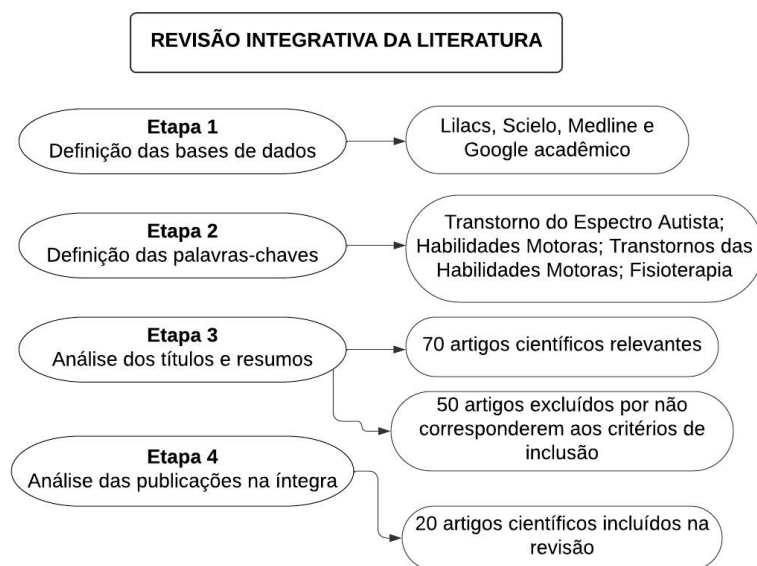 REVISÃO INTEGRATIVA DA LITERATURA
Etapa 1
Definição das bases de dados
Lilacs, Scielo, Medline e
Google acadêmico
Etapa 2
Definição das palavras-chaves
Transtorno do Espectro Autista;
Habilidades Motoras; Transtornos das
Habilidades Motoras; Fisioterapia
Etapa 3
Análise dos títulos e resumos
70 artigos científicos relevantes
50 artigos excluídos por não
corresponderem aos critérios de
inclusão
Etapa 4
Análise das publicações na íntegra
20 artigos científicos incluídos na
revisão